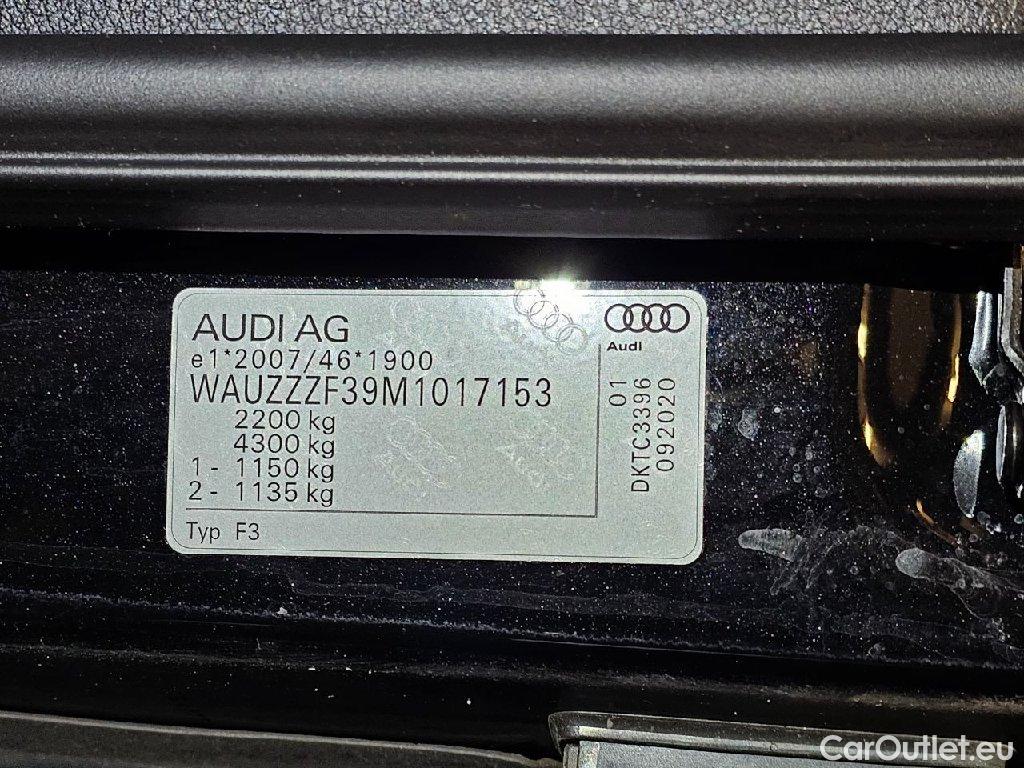 AUDI AG
e1*2007/46*1900
WAUZZZF39M1017153
2200 kg
4300 kg
1 - 1150 kg
2 - 1135 kg
Typ F3
Audi
01
DKTC3396
092020
CarOutlet.eu